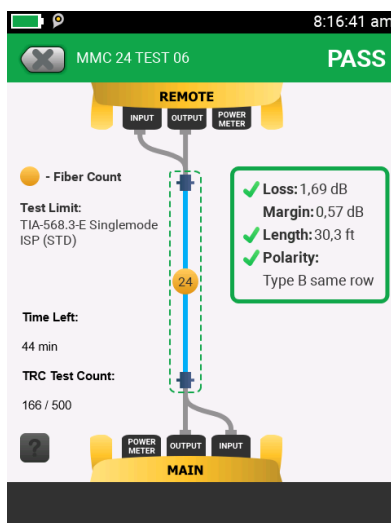 8:16:41 am
MMC 24 TEST 06
PASS
REMOTE
INPUT
OUTPUT
POWER
METER
- Fiber Count
Test Limit:
TIA-568.3-E Singlemode
ISP (STD)
Loss: 1,69 dB
Margin: 0,57 dB
Length: 30,3 ft
Polarity:
Type B same row
24
Time Left:
44 min
TRC Test Count:
166 / 500
?
POWER
METER
OUTPUT
INPUT
MAIN